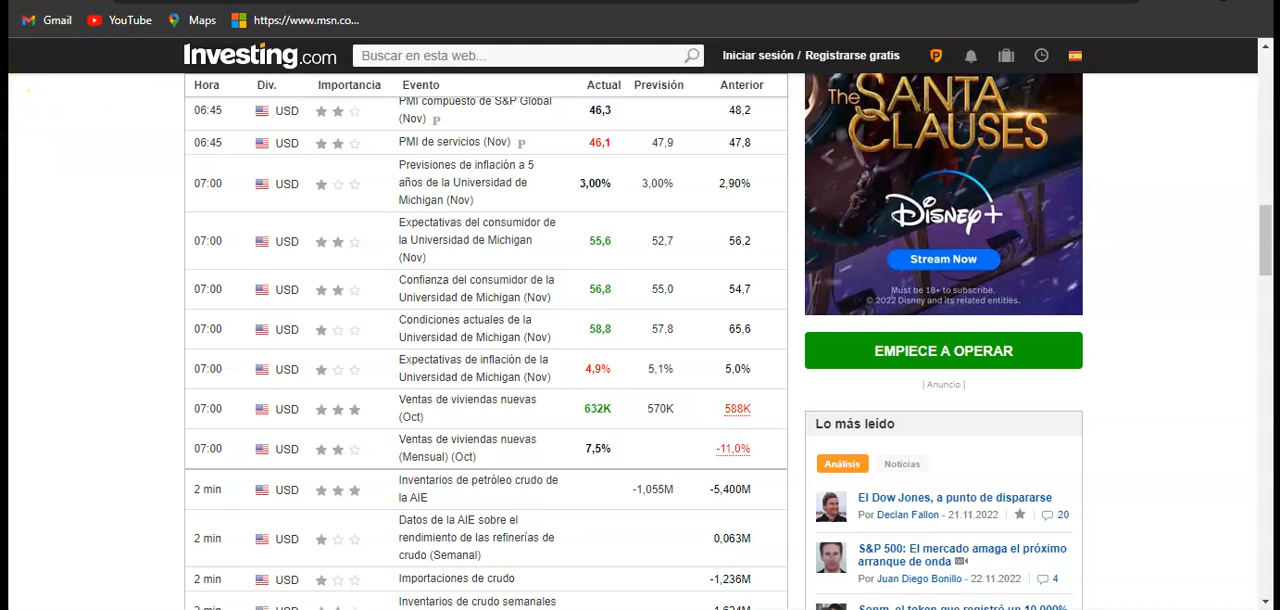 Gmail YouTube Maps https://www.msn.co...
Investing.com Buscar en esta web... Iniciar sesión / Registrarse gratis
Hora Div. Importancia Evento Actual Previsión Anterior
PMI compuesto de S&P Global
06:45 USD (Nov) P 46,3 48,2
06:45 USD PMI de servicios (Nov) P 46,1 47,9 47,8
Previsiones de inflación a 5
07:00 USD años de la Universidad de 3,00% 3,00% 2,90%
Michigan (Nov)
Expectativas del consumidor de
07:00 USD la Universidad de Michigan 55,6 52,7 56,2
(Nov)
Confianza del consumidor de la
07:00 USD Universidad de Michigan (Nov) 56,8 55,0 54,7
Condiciones actuales de la
07:00 USD Universidad de Michigan (Nov) 58,8 57,8 65,6
Expectativas de inflación de la
07:00 USD Universidad de Michigan (Nov) 4,9% 5,1% 5,0%
Ventas de viviendas nuevas
07:00 USD (Oct) 632K 570K 588K
Ventas de viviendas nuevas
07:00 USD (Mensual) (Oct) 7,5% -11,0%
Inventarios de petróleo crudo de
2 min USD la AIE -1,055M -5,400M
Datos de la AIE sobre el
2 min USD rendimiento de las refinerías de 0,063M
crudo (Semanal)
2 min USD Importaciones de crudo -1,236M
Inventarios de crudo semanales
2 min USD -1,624M
The
SANTA
CLAUSES
Disney+
Stream Now
Must be 18+ to subscribe.
© 2022 Disney and its related entities.
EMPIECE A OPERAR
| Anuncio |
Lo más leído
Análisis Noticias
El Dow Jones, a punto de dispararse
Por Declan Fallon - 21.11.2022 20
S&P 500: El mercado amaga el próximo
arranque de onda
Por Juan Diego Bonillo - 22.11.2022 4
el token que registró un 10.000%